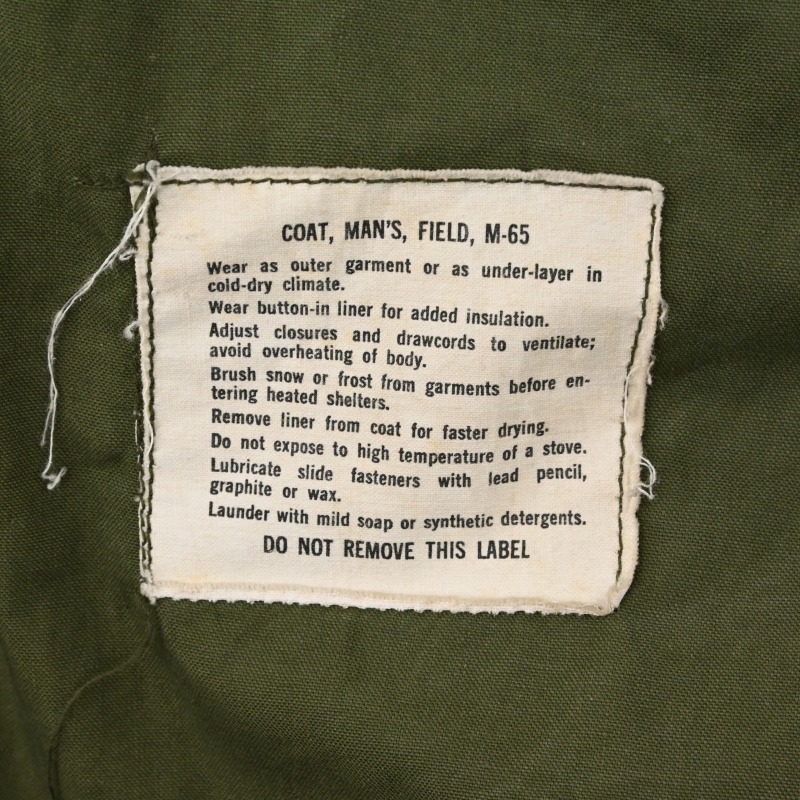 COAT, MAN'S, FIELD, M-65
Wear as outer garment or as under-layer in
cold-dry climate.
Wear button-in liner for added insulation.
Adjust closures and drawcords to ventilate;
avoid overheating of body.
Brush snow or frost from garments before en-
tering heated shelters.
Remove liner from coat for faster drying.
Do not expose to high temperature of a stove.
Lubricate slide fasteners with lead pencil,
graphite or wax.
Launder with mild soap or synthetic detergents.
DO NOT REMOVE THIS LABEL